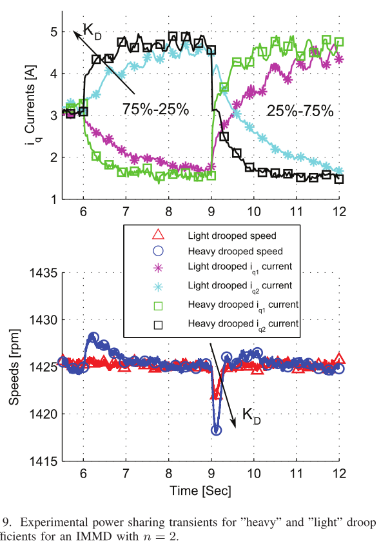 5
4
3
2
1
i_q Currents [A]
K_D
75%-25%
25%-75%
6 7 8 9 10 11 12
Light drooped speed
Heavy drooped speed
Light drooped i_q1 current
Light drooped i_q2 current
Heavy drooped i_q1 current
Heavy drooped i_q2 current
1435
1430
1425
1420
1415
Speeds [rpm]
K_D
6 7 8 9 10 11 12
Time [Sec]
9. Experimental power sharing transients for ”heavy” and ”light” droop
fficients for an IMMD with n = 2.